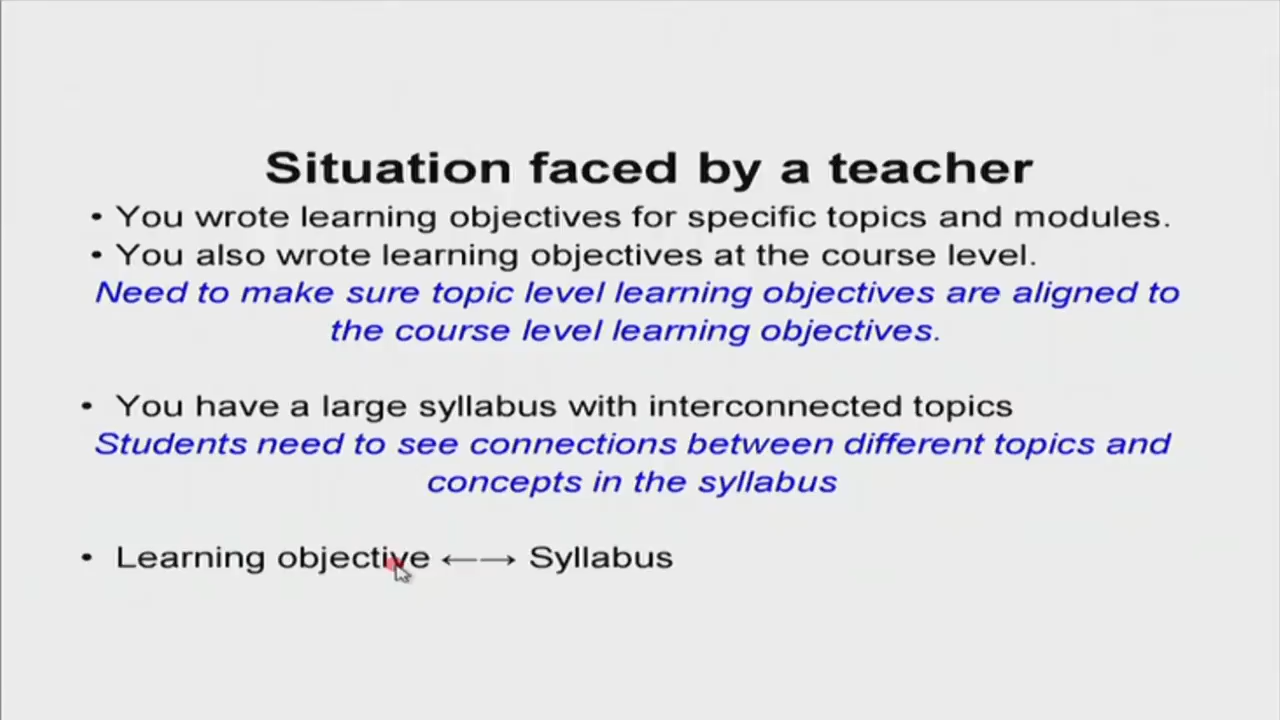 Situation faced by a teacher
• You wrote learning objectives for specific topics and modules.
• You also wrote learning objectives at the course level.
Need to make sure topic level learning objectives are aligned to
the course level learning objectives.
• You have a large syllabus with interconnected topics
Students need to see connections between different topics and
concepts in the syllabus
• Learning objective ←→ Syllabus